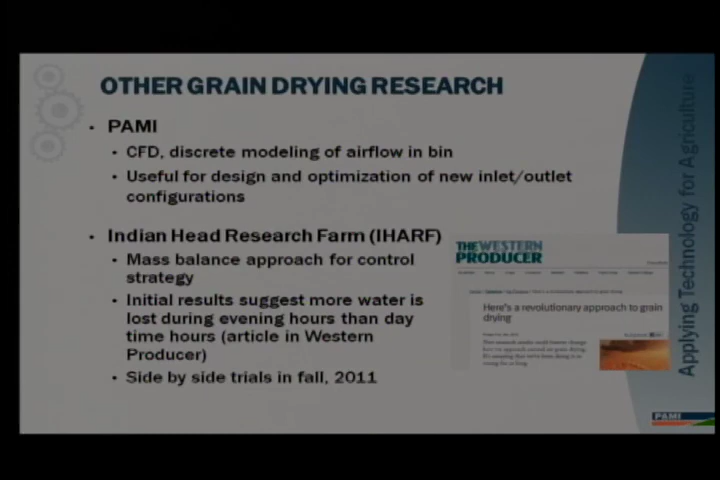 OTHER GRAIN DRYING RESEARCH
• PAMI
• CFD, discrete modeling of airflow in bin
• Useful for design and optimization of new inlet/outlet
configurations
• Indian Head Research Farm (IHARF)
• Mass balance approach for control
strategy
• Initial results suggest more water is
lost during evening hours than day
time hours (article in Western
Producer)
• Side by side trials in fall, 2011
THE WESTERN
PRODUCER
Here's a revolutionary approach to grain
drying
Applying Technology for Agriculture
PAMI